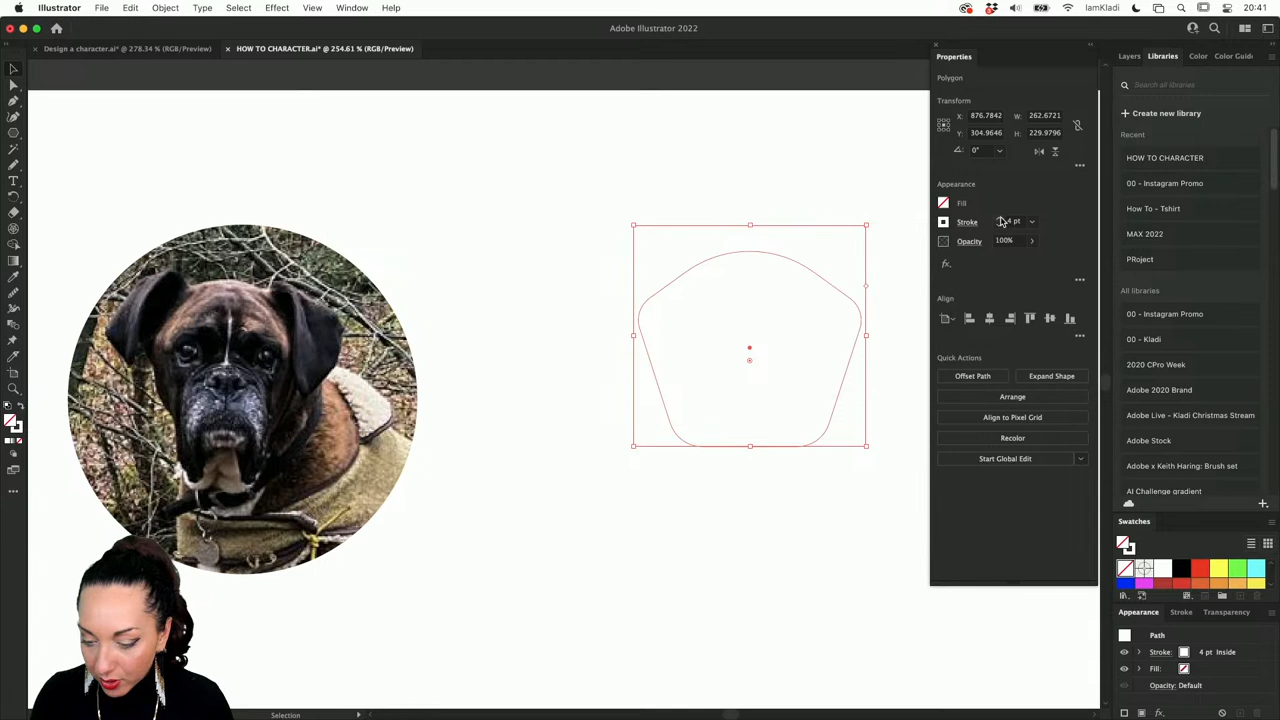 Illustrator File Edit Object Type Select Effect View Window Help IamKladi 20:41
Adobe Illustrator 2022
× Design a character.ai* @ 278.34 % (RGB/Preview) × HOW TO CHARACTER.ai* @ 254.61 % (RGB/Preview)
Properties
Polygon
Transform
X: 876.7842 W: 262.6721
Y: 304.9646 H: 229.9796
0°
Appearance
Fill
Stroke 4 pt
Opacity 100%
fx.
Align
Quick Actions
Offset Path Expand Shape
Arrange
Align to Pixel Grid
Recolor
Start Global Edit
Layers Libraries Color Color Guide
Search all libraries
+ Create new library
Recent
HOW TO CHARACTER
00 - Instagram Promo
How To - Tshirt
MAX 2022
PRoject
All libraries
00 - Instagram Promo
00 - Kladi
2020 CPro Week
Adobe 2020 Brand
Adobe Live - Kladi Christmas Stream
Adobe Stock
Adobe x Keith Haring: Brush set
AI Challenge gradient
Swatches
Appearance Stroke Transparency
Path
Stroke: 4 pt Inside
Fill:
Opacity: Default
fx.
Selection